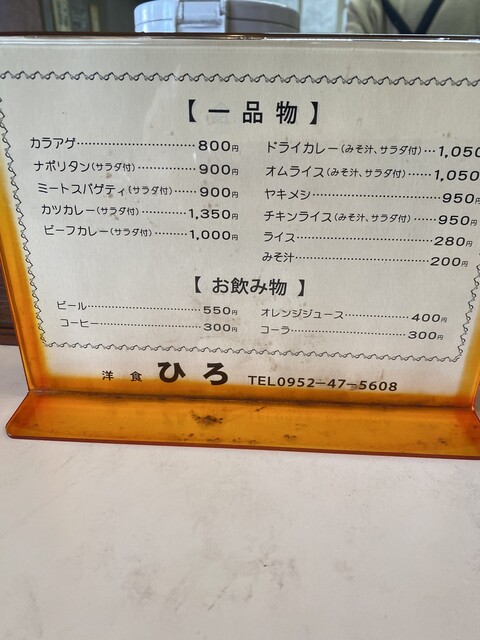 【 一 品 物 】
カラアゲ……………………800円
ナポリタン(サラダ付)…………900円
ミートスパゲティ(サラダ付)……900円
カツカレー(サラダ付)………1,350円
ビーフカレー(サラダ付)………1,000円
ドライカレー(みそ汁、サラダ付)…1,050
オムライス(みそ汁、サラダ付)……1,050
ヤキメシ……………………950円
チキンライス(みそ汁、サラダ付)…950円
ライス………………………280円
みそ汁………………………200円
【 お飲み物 】
ビール……………………550円
コーヒー…………………300円
オレンジジュース…………400円
コーラ………………………300円
洋 食 ひ ろ TEL0952-47-5608